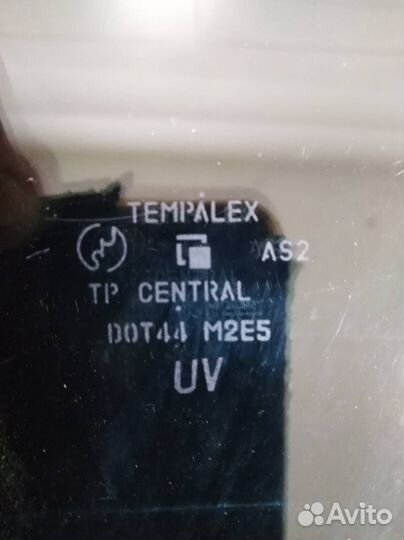 TEMPALEX
AS2
TP CENTRAL
DOT44 M2E5
UV
Avito